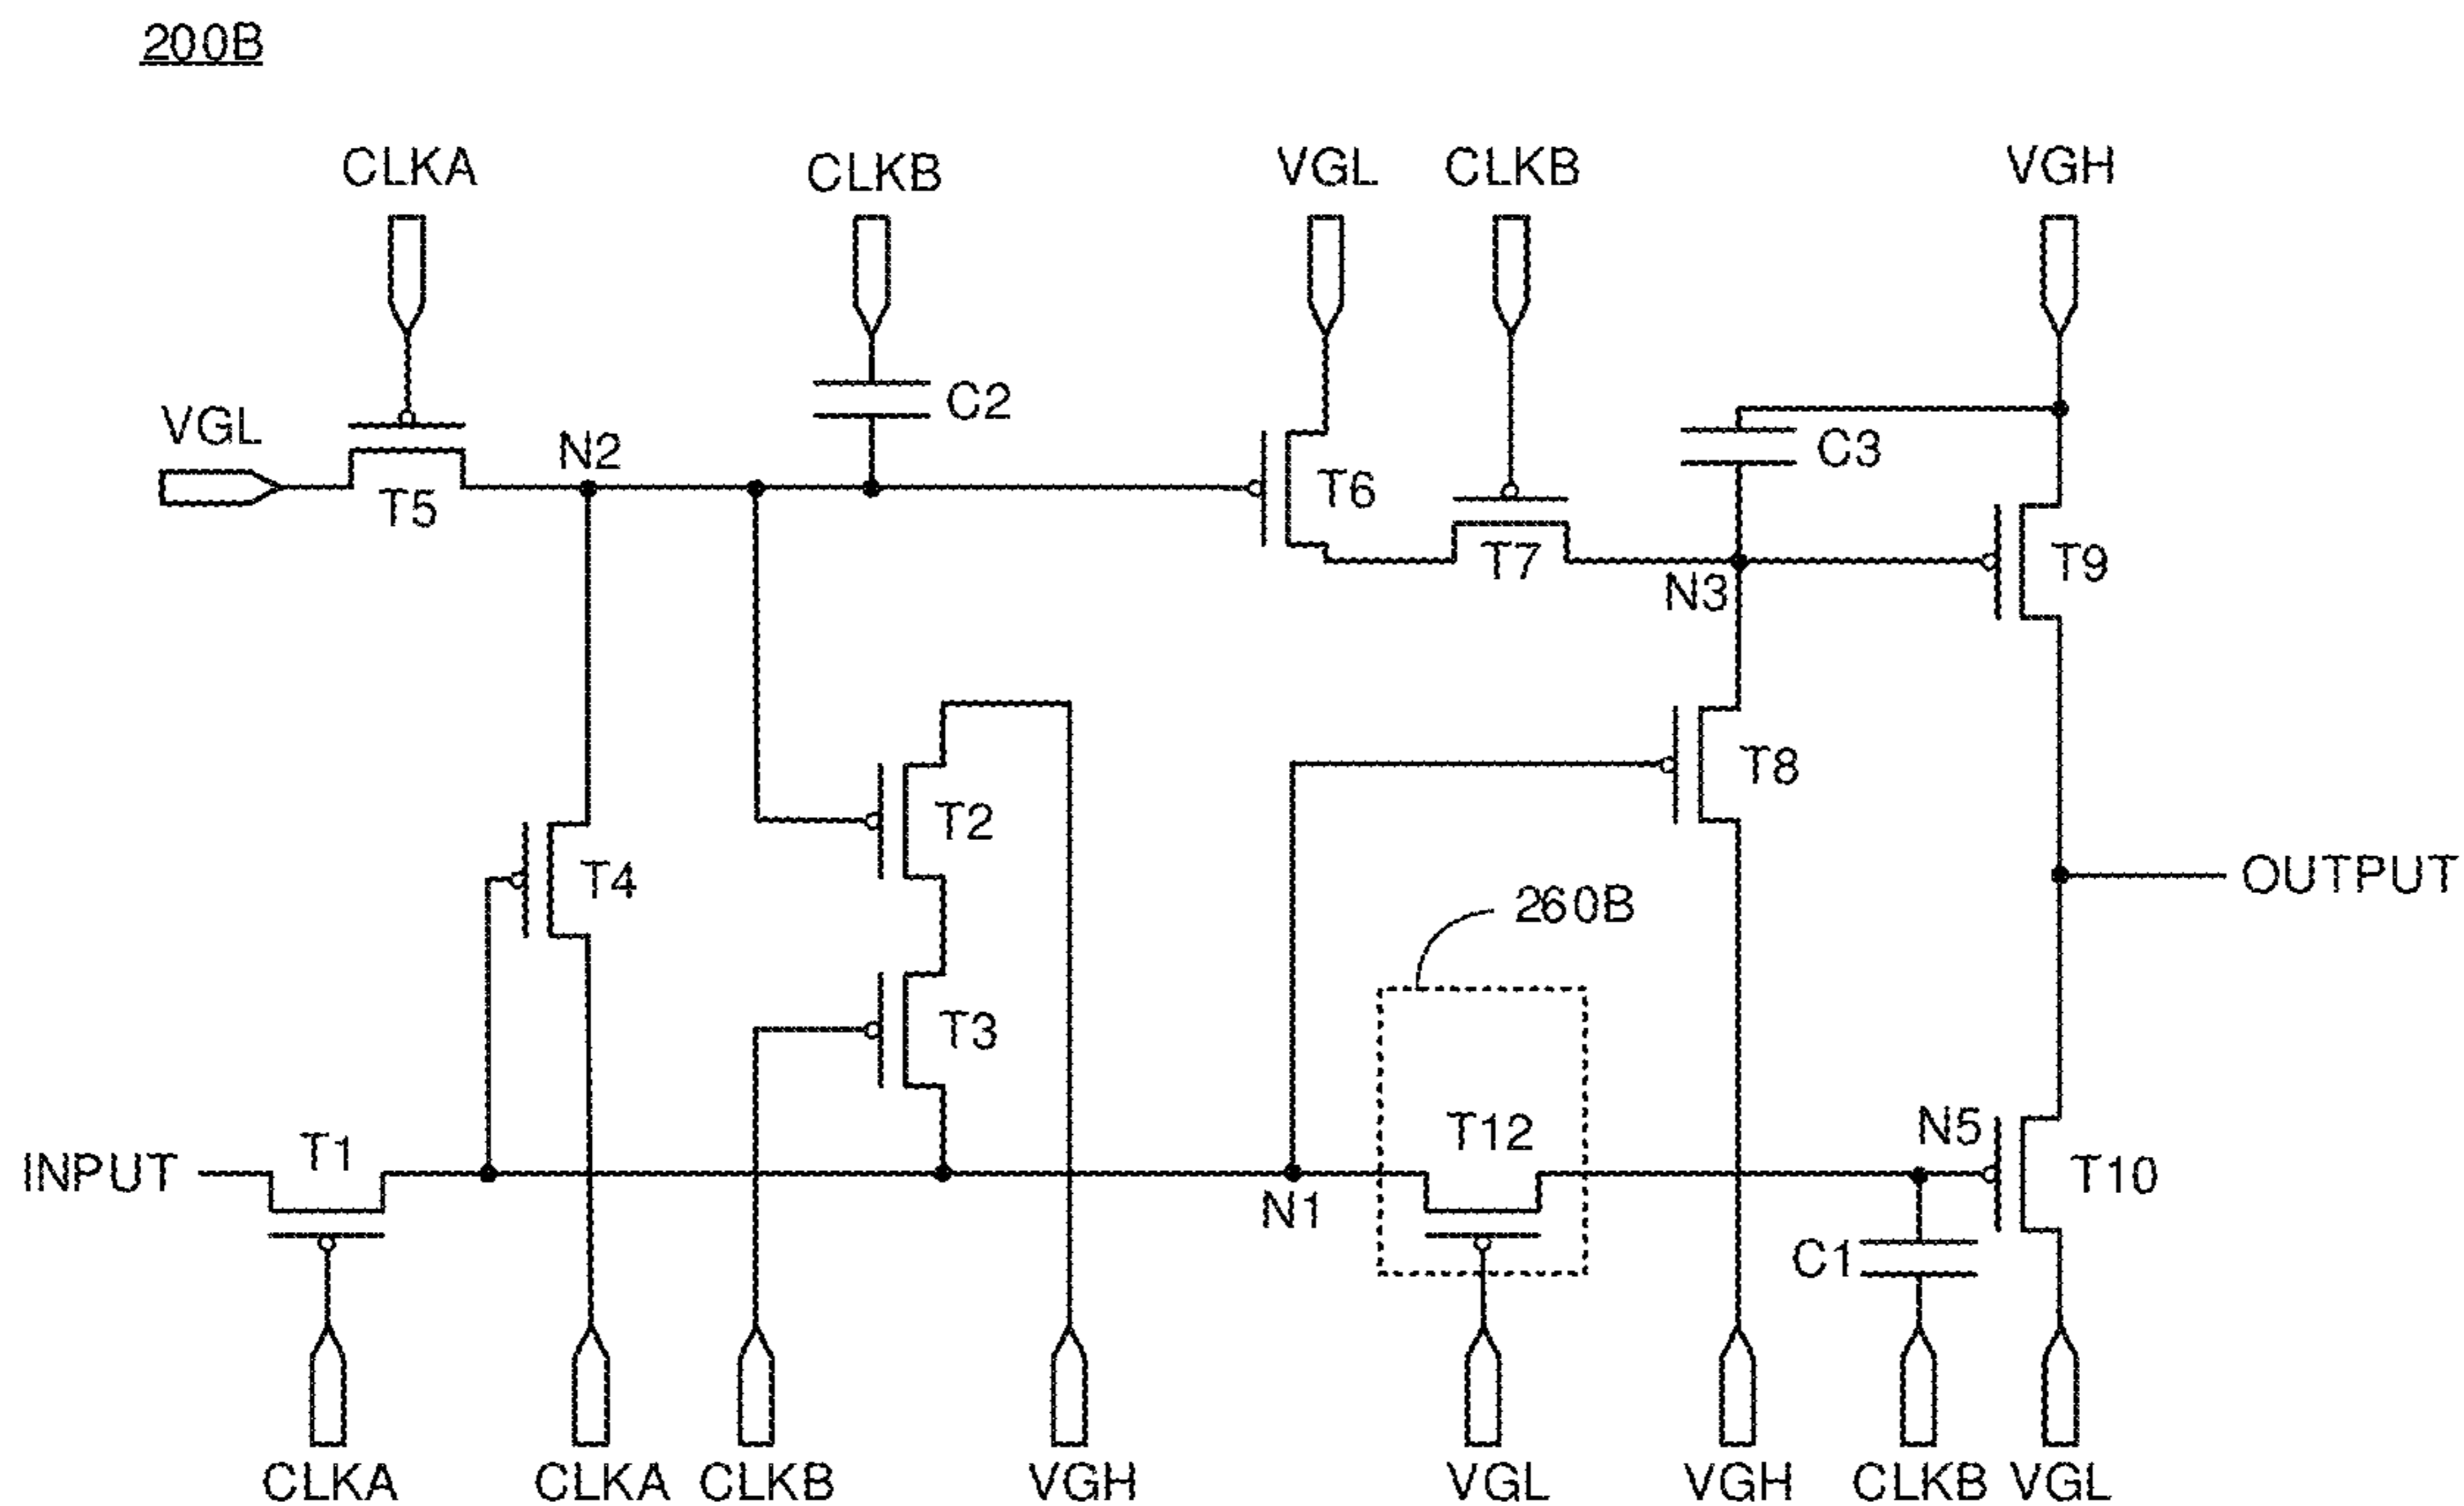 200B
CLKA
CLKB
VGL
CLKB
VGH
C2
VGL
N2
C3
T5
T6
T7
T9
N3
T8
T2
T4
260B
OUTPUT
T3
T12
N5
T1
INPUT
T10
N1
C1
CLKA
CLKA
CLKB
VGH
VGL
VGH
CLKB
VGL